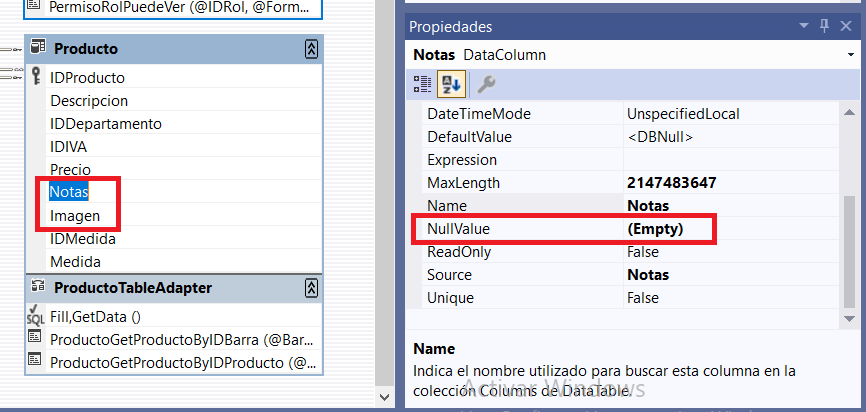 PermisoRolPuedeVer (@IDRol, @Form...
Producto
IDProducto
Descripcion
IDDepartamento
IDIVA
Precio
Notas
Imagen
IDMedida
Medida
ProductoTableAdapter
SQL Fill,GetData ()
ProductoGetProductoByIDBarra (@Bar...
ProductoGetProductoByIDProducto (@...
Propiedades
Notas DataColumn
DateTimeMode UnspecifiedLocal
DefaultValue <DBNull>
Expression
MaxLength 2147483647
Name Notas
NullValue (Empty)
ReadOnly False
Source Notas
Unique False
Name
Indica el nombre utilizado para buscar esta columna en la
colección Columns de DataTable.
Activar Windows